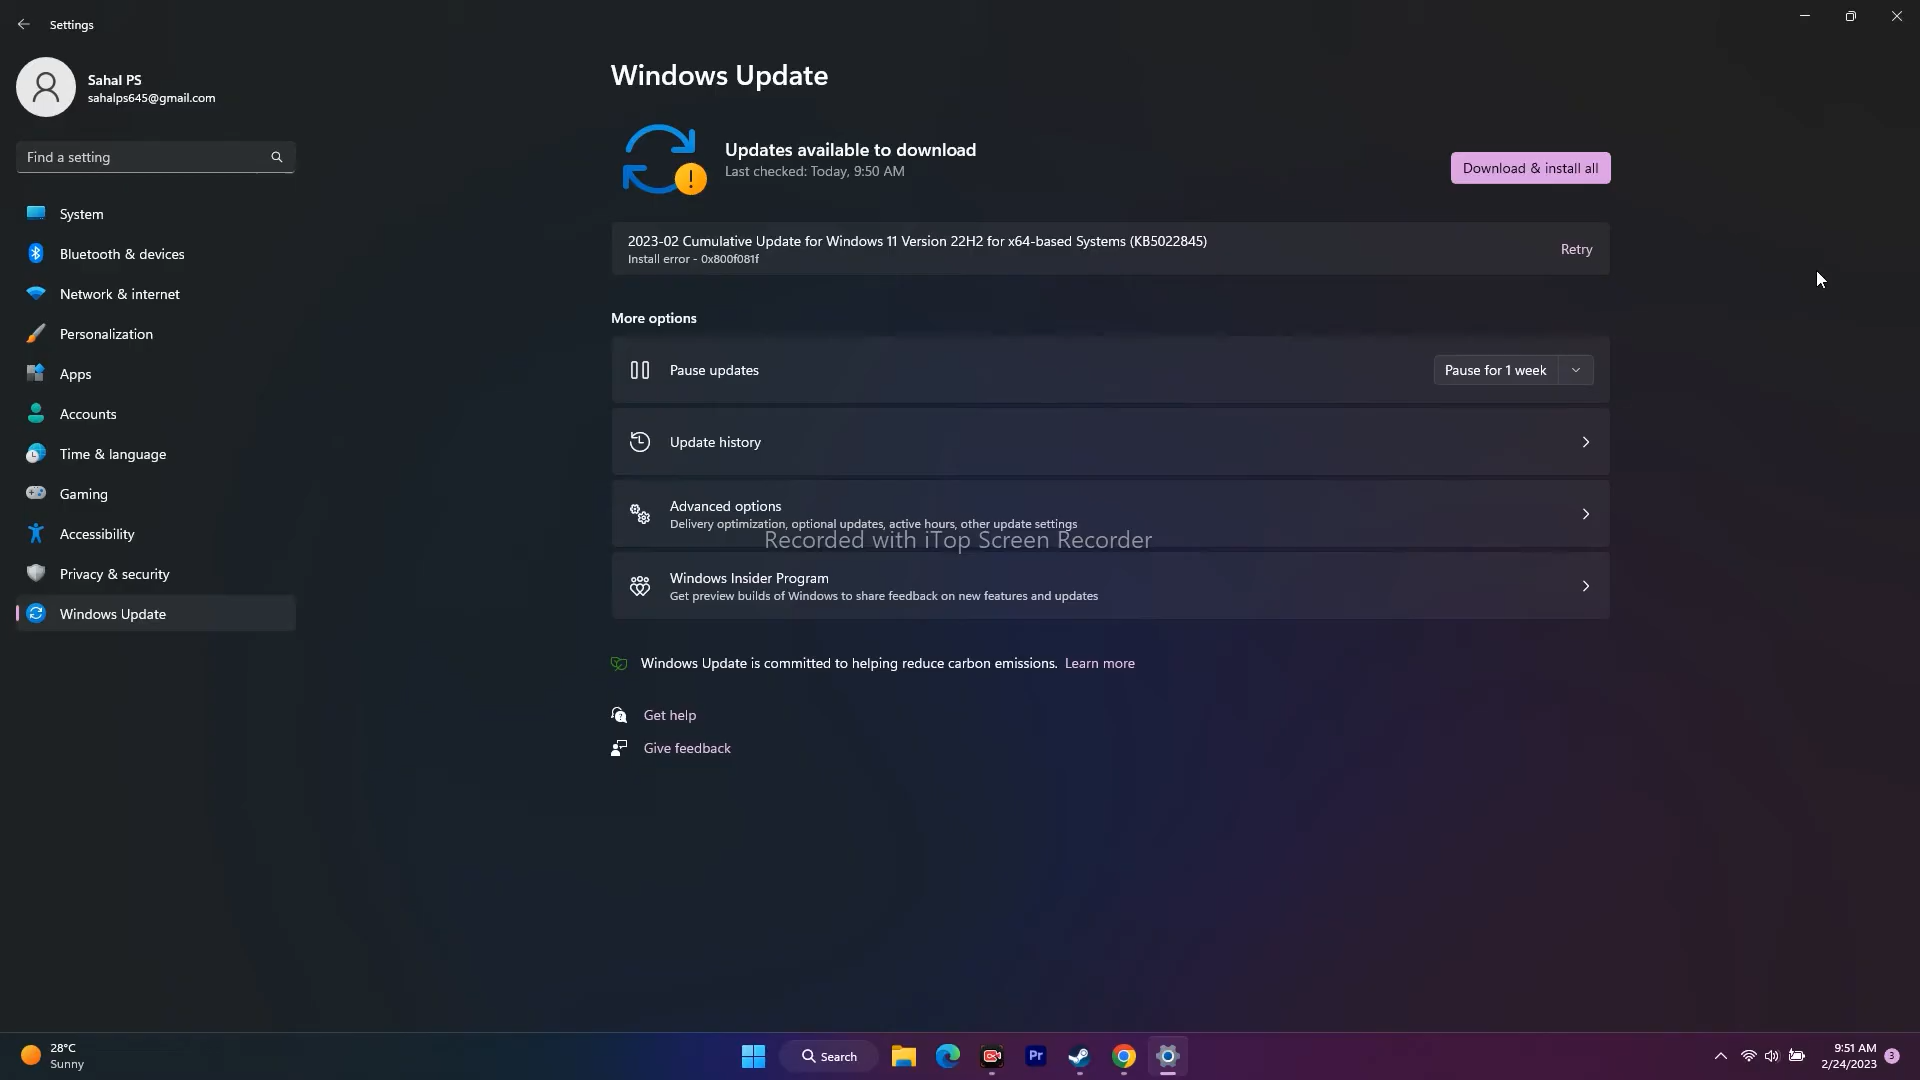 Settings
Sahal PS
sahalps645@gmail.com
Find a setting
System
Bluetooth & devices
Network & internet
Personalization
Apps
Accounts
Time & language
Gaming
Accessibility
Privacy & security
Windows Update
Windows Update
Updates available to download
Last checked: Today, 9:50 AM
Download & install all
2023-02 Cumulative Update for Windows 11 Version 22H2 for x64-based Systems (KB5022845)
Install error - 0x800f081f
Retry
More options
Pause updates
Pause for 1 week
Update history
Advanced options
Delivery optimization, optional updates, active hours, other update settings
Recorded with iTop Screen Recorder
Windows Insider Program
Get preview builds of Windows to share feedback on new features and updates
Windows Update is committed to helping reduce carbon emissions. Learn more
Get help
Give feedback
28°C
Sunny
Search
Pr
9:51 AM
2/24/2023
3